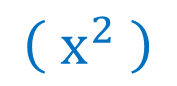 ( x² )